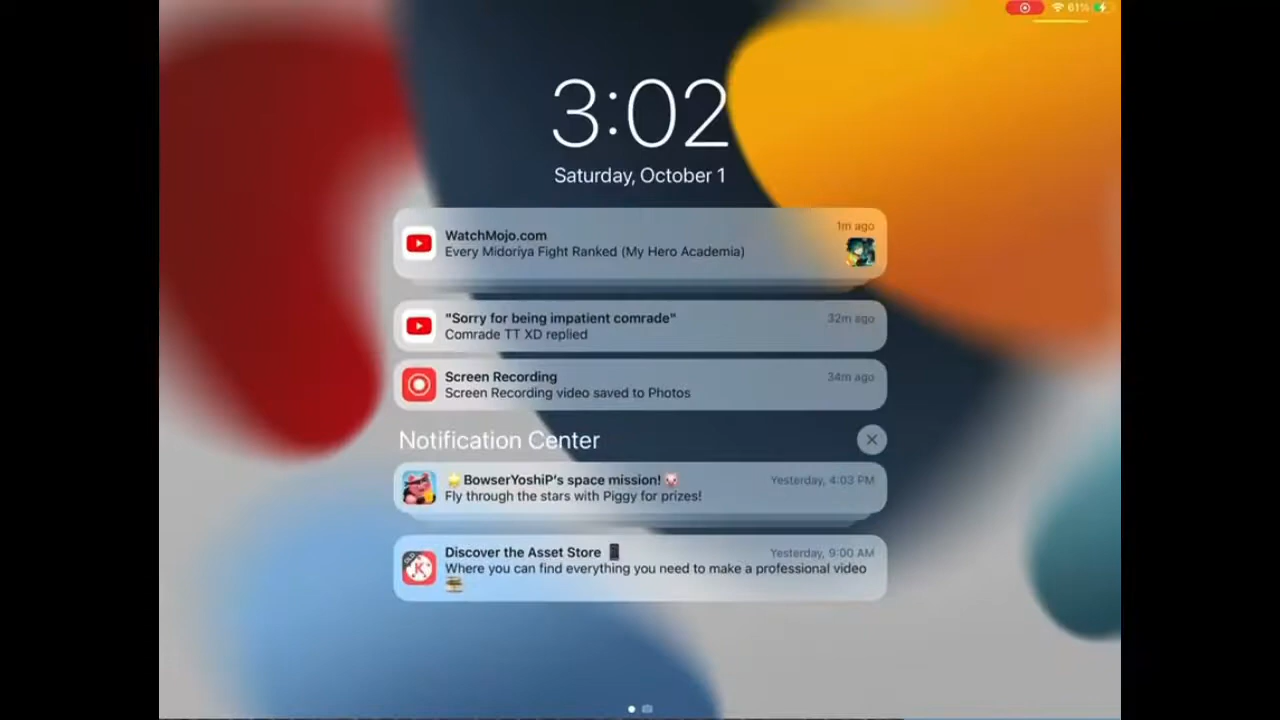 61%
3:02
Saturday, October 1
WatchMojo.com
1m ago
Every Midoriya Fight Ranked (My Hero Academia)
"Sorry for being impatient comrade"
32m ago
Comrade TT XD replied
Screen Recording
34m ago
Screen Recording video saved to Photos
Notification Center
⭐BowserYoshiP's space mission!🐷
Yesterday, 4:03 PM
Fly through the stars with Piggy for prizes!
Discover the Asset Store 📱
Yesterday, 9:00 AM
Where you can find everything you need to make a professional video